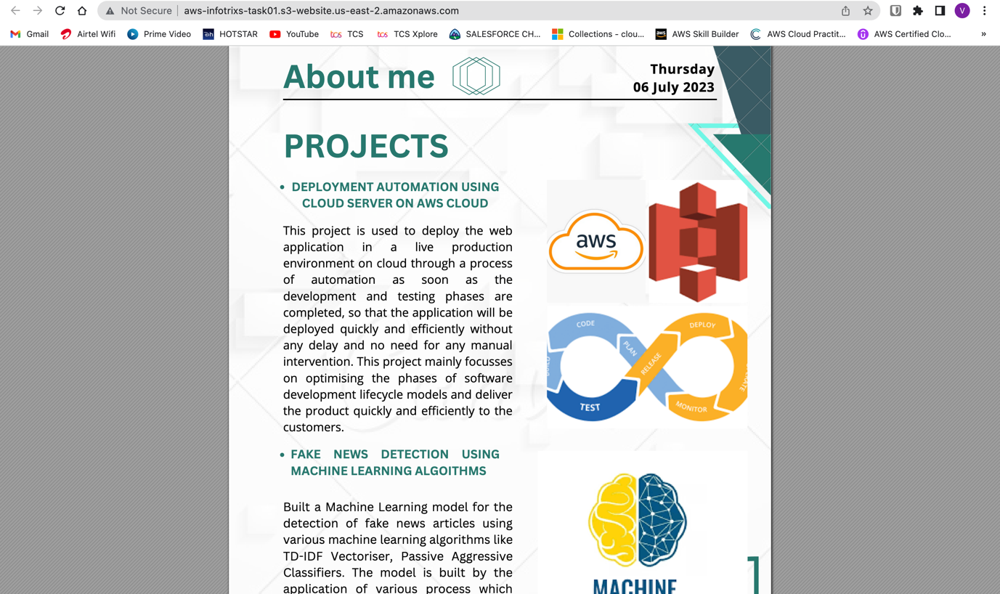 Not Secure
aws-infotrixs-task01.s3-website.us-east-2.amazonaws.com
V
Gmail
Airtel Wifi
Prime Video
HOTSTAR
YouTube
tcs TCS
tcs TCS Xplore
SALESFORCE CH...
Collections - clou...
aws AWS Skill Builder
AWS Cloud Practit...
AWS Certified Clo...
»
About me
Thursday
06 July 2023
PROJECTS
• DEPLOYMENT AUTOMATION USING
CLOUD SERVER ON AWS CLOUD
This project is used to deploy the web
application in a live production
environment on cloud through a process
of automation as soon as the
development and testing phases are
completed, so that the application will be
deployed quickly and efficiently without
any delay and no need for any manual
intervention. This project mainly focusses
on optimising the phases of software
development lifecycle models and deliver
the product quickly and efficiently to the
customers.
aws
CODE
PLAN
RELEASE
DEPLOY
TEST
MONITOR
• FAKE NEWS DETECTION USING
MACHINE LEARNING ALGOITHMS
Built a Machine Learning model for the
detection of fake news articles using
various machine learning algorithms like
TD-IDF Vectoriser, Passive Aggressive
Classifiers. The model is built by the
application of various process which
MACHINE
1